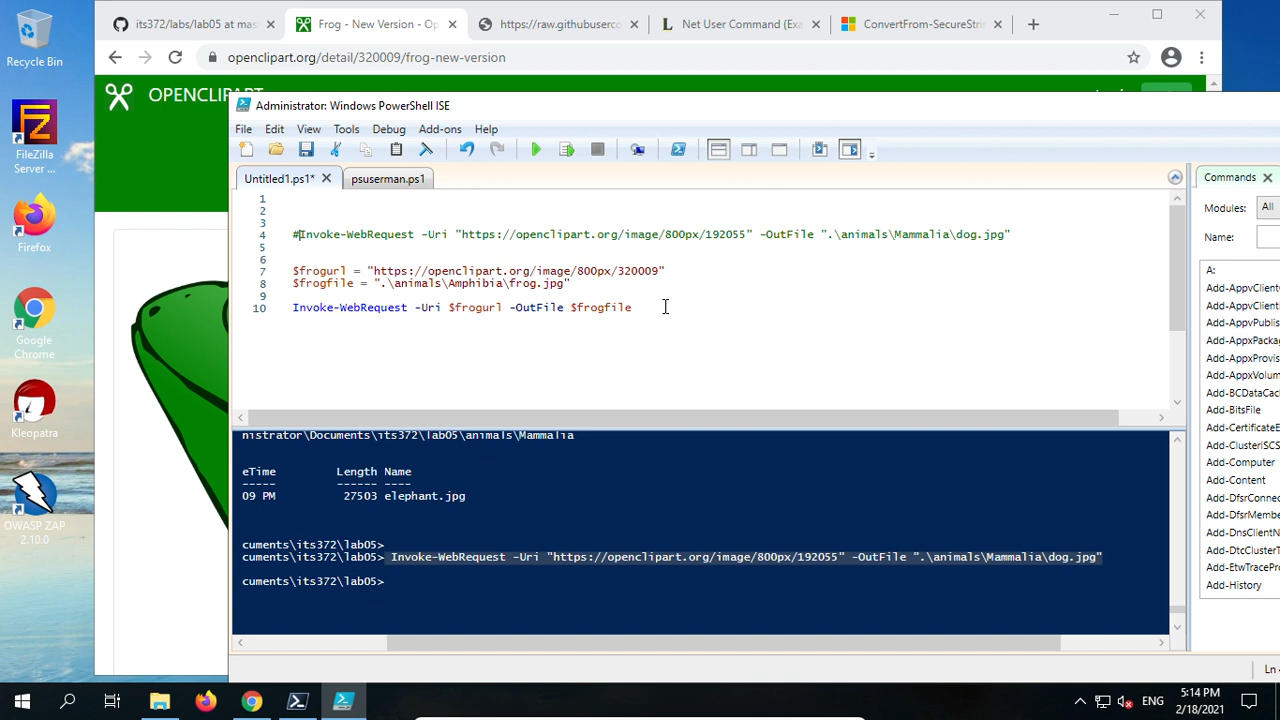 Recycle Bin
FileZilla
Server ...
Firefox
Google
Chrome
Kleopatra
OWASP ZAP
2.10.0
its372/labs/lab05 at mas
Frog - New Version - Op
https://raw.githubuserco
Net User Command (Exa
ConvertFrom-SecureStri
openclipart.org/detail/320009/frog-new-version
OPENCLIPART
Administrator: Windows PowerShell ISE
File Edit View Tools Debug Add-ons Help
Untitled1.ps1* psuserman.ps1
1
2
3
4 #Invoke-WebRequest -Uri "https://openclipart.org/image/800px/192055" -OutFile ".\animals\Mammalia\dog.jpg"
5
6
7 $frogurl = "https://openclipart.org/image/800px/320009"
8 $frogfile = ".\animals\Amphibia\frog.jpg"
9
10 Invoke-WebRequest -Uri $frogurl -OutFile $frogfile
nistrator\Documents\its372\lab05\animals\Mammalia
eTime Length Name
----- ------ ----
09 PM 27503 elephant.jpg
cuments\its372\lab05>
cuments\its372\lab05> Invoke-WebRequest -Uri "https://openclipart.org/image/800px/192055" -OutFile ".\animals\Mammalia\dog.jpg"
cuments\its372\lab05>
Commands
Modules: All
Name:
A:
Add-AppvClient
Add-AppvClient
Add-AppvPublis
Add-AppxPackag
Add-AppxProvis
Add-AppxVolum
Add-BCDataCac
Add-BitsFile
Add-CertificateE
Add-ClusteriSCS
Add-Computer
Add-Content
Add-DfsrConnec
Add-DfsrMembe
Add-DnsClientN
Add-DtcClusterT
Add-EtwTracePro
Add-History
Ln
ENG
5:14 PM
2/18/2021